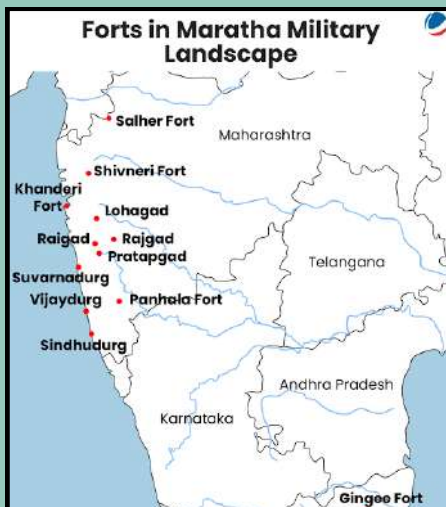 Forts in Maratha Military
Landscape
Salher Fort
Maharashtra
Shivneri Fort
Khanderi
Fort
Lohagad
Raigad
Rajgad
Pratapgad
Telangana
Suvarnadurg
Vijaydurg
Panhala Fort
Sindhudurg
Andhra Pradesh
Karnataka
Gingee Fort